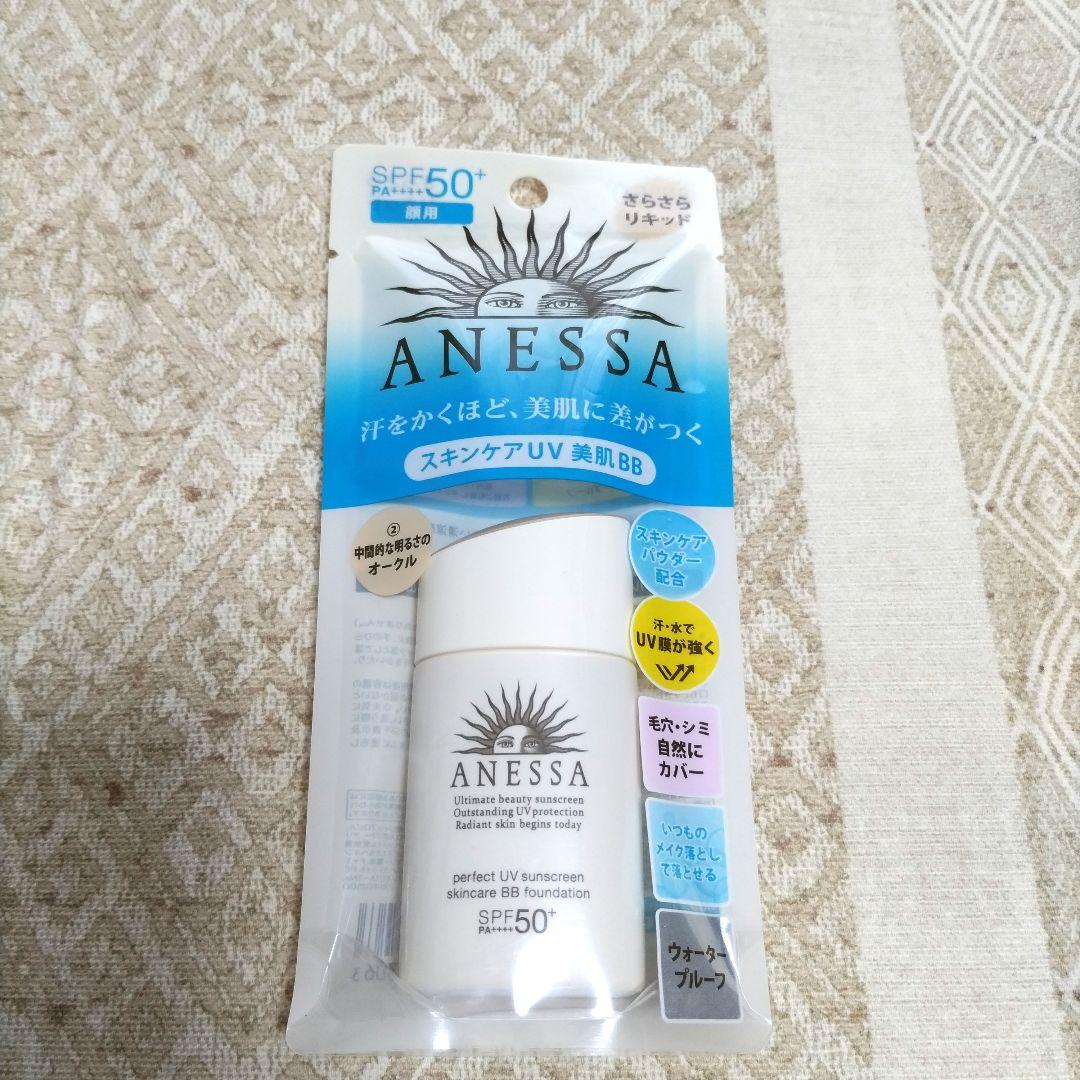 SPF50+
PA++++
顔用
さらさら
リキッド
ANESSA
汗をかくほど、美肌に差がつく
スキンケアUV 美肌BB
②
中間的な明るさの
オークル
スキンケア
パウダー
配合
汗・水で
UV膜が強く
毛穴・シミ
自然に
カバー
いつもの
メイク落とし
で落とせる
ウォーター
プルーフ
ANESSA
Ultimate beauty sunscreen
Outstanding UV protection
Radiant skin begins today
perfect UV sunscreen
skincare BB foundation
SPF50+
PA++++